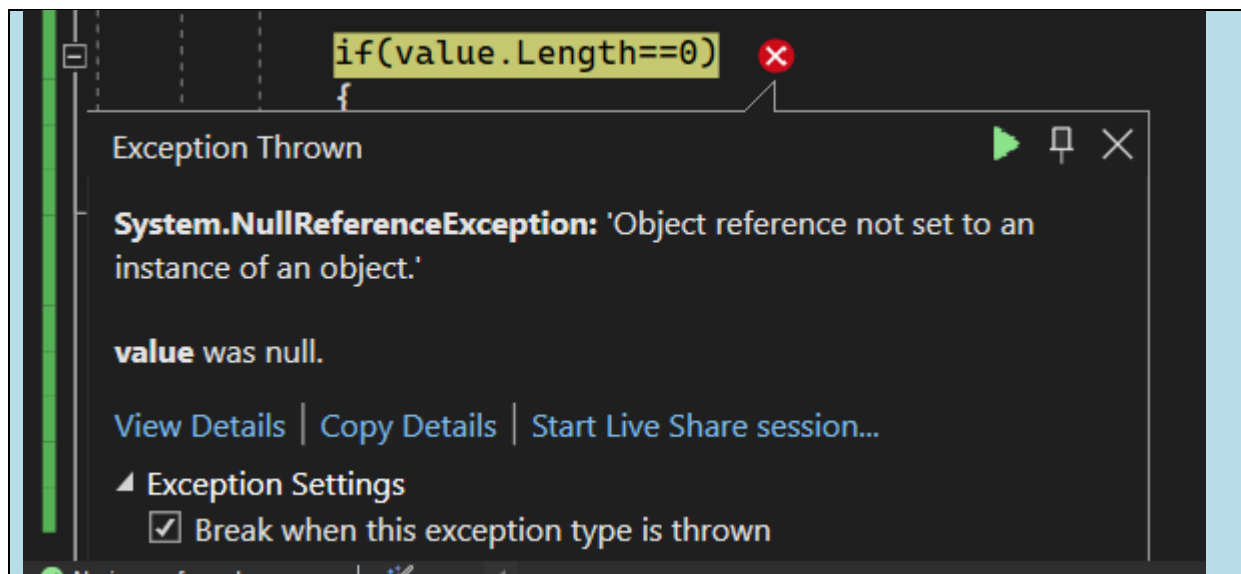 if(value.Length==0)
{
Exception Thrown
System.NullReferenceException: 'Object reference not set to an
instance of an object.'
value was null.
View Details | Copy Details | Start Live Share session...
Exception Settings
Break when this exception type is thrown